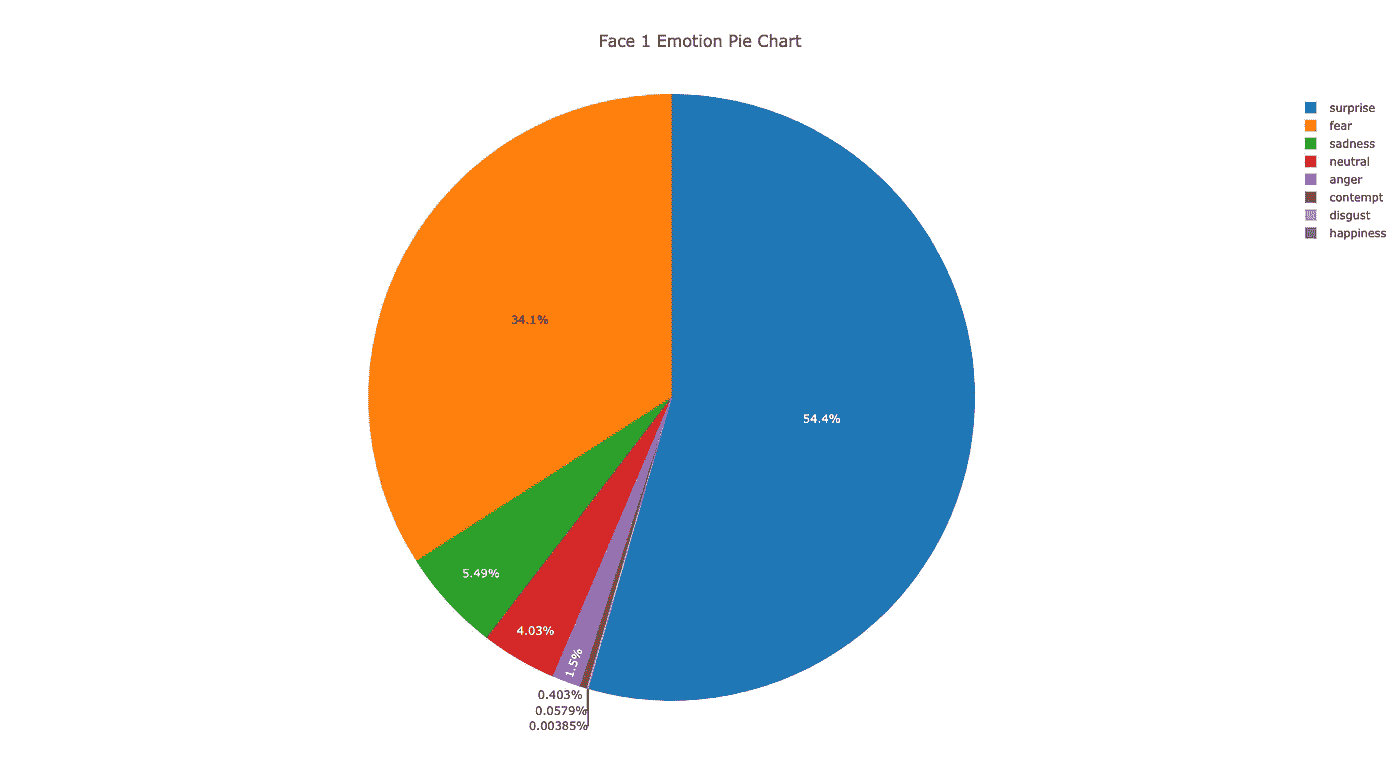 Face 1 Emotion Pie Chart
surprise
fear
sadness
neutral
anger
contempt
disgust
happiness
34.1%
54.4%
5.49%
4.03%
1.5%
0.403%
0.0579%
0.00385%